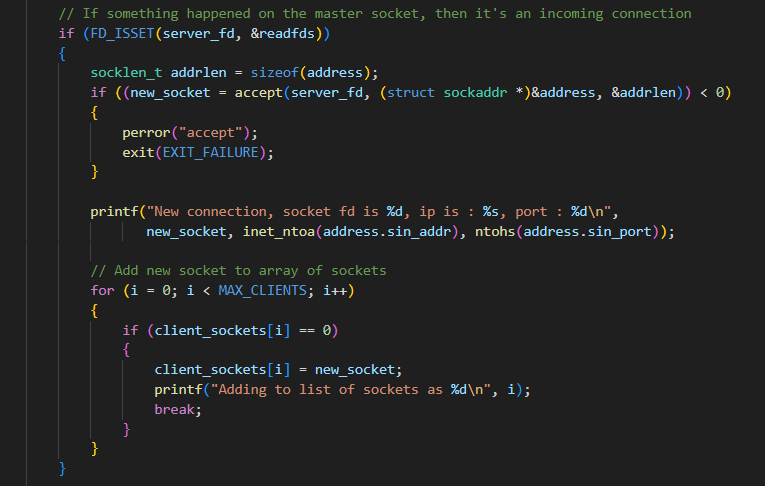 // If something happened on the master socket, then it's an incoming connection
if (FD_ISSET(server_fd, &readfds))
{
socklen_t addrlen = sizeof(address);
if ((new_socket = accept(server_fd, (struct sockaddr *)&address, &addrlen)) < 0)
{
perror("accept");
exit(EXIT_FAILURE);
}
printf("New connection, socket fd is %d, ip is : %s, port : %d\n",
new_socket, inet_ntoa(address.sin_addr), ntohs(address.sin_port));
// Add new socket to array of sockets
for (i = 0; i < MAX_CLIENTS; i++)
{
if (client_sockets[i] == 0)
{
client_sockets[i] = new_socket;
printf("Adding to list of sockets as %d\n", i);
break;
}
}
}